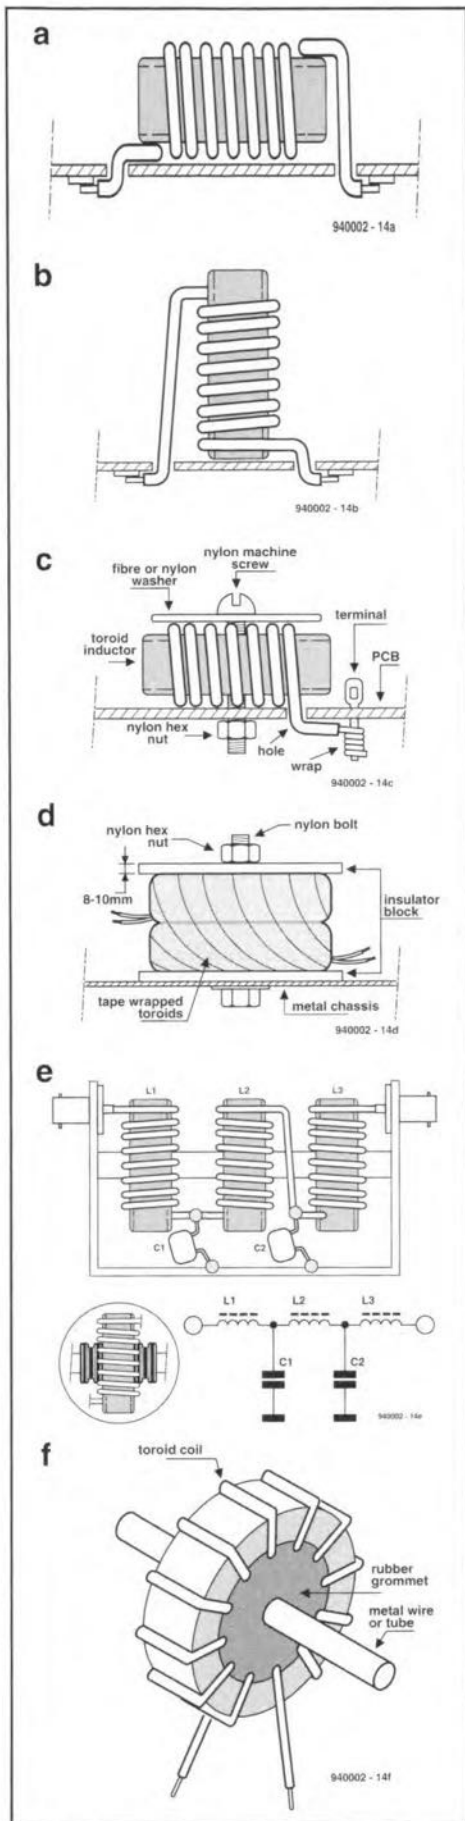 a
940002 - 14a
b
940002 - 14b
c
nylon machine
screw
fibre or nylon
washer
terminal
toroid
inductor
PCB
nylon hex
nut
hole
wrap
940002 - 14c
d
nylon hex
nut
nylon bolt
8-10mm
insulator
block
tape wrapped
toroids
metal chassis
940002 - 14d
e
L1
L2
L3
C1
C2
L1
L2
L3
C1
C2
940002 - 14e
f
toroid coil
rubber
grommet
metal wire
or tube
940002 - 14f